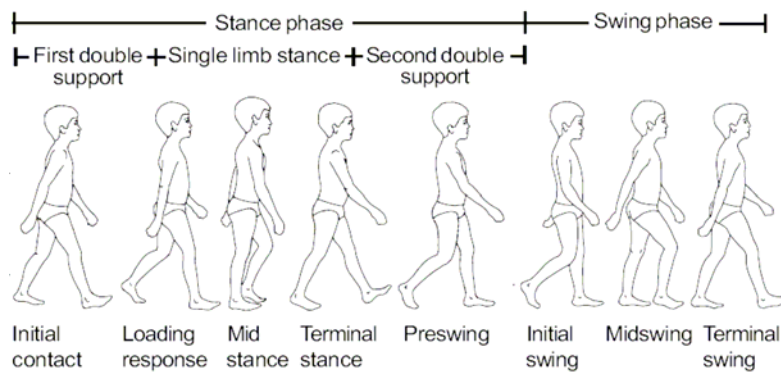 Stance phase
Swing phase
First double support
Single limb stance
Second double support
Initial contact
Loading response
Mid stance
Terminal stance
Preswing
Initial swing
Midswing
Terminal swing